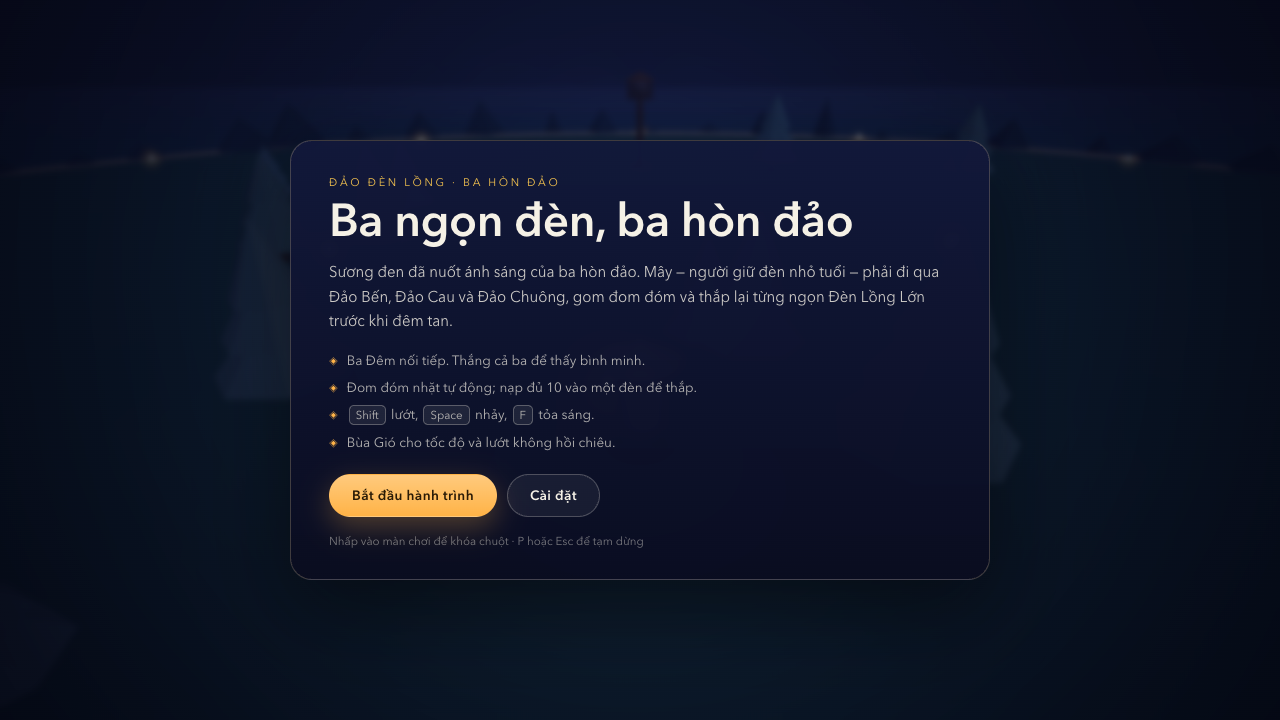 ĐẢO ĐÈN LỒNG · BA HÒN ĐẢO
Ba ngọn đèn, ba hòn đảo
Sương đen đã nuốt ánh sáng của ba hòn đảo. Mây — người giữ đèn nhỏ tuổi — phải đi qua
Đảo Bến, Đảo Cau và Đảo Chuông, gom đom đóm và thắp lại từng ngọn Đèn Lồng Lớn
trước khi đêm tan.
Ba Đêm nối tiếp. Thắng cả ba để thấy bình minh.
Đom đóm nhặt tự động; nạp đủ 10 vào một đèn để thắp.
Shift lướt, Space nhảy, F tỏa sáng.
Bùa Gió cho tốc độ và lướt không hồi chiêu.
Bắt đầu hành trình Cài đặt
Nhấp vào màn chơi để khóa chuột · P hoặc Esc để tạm dừng